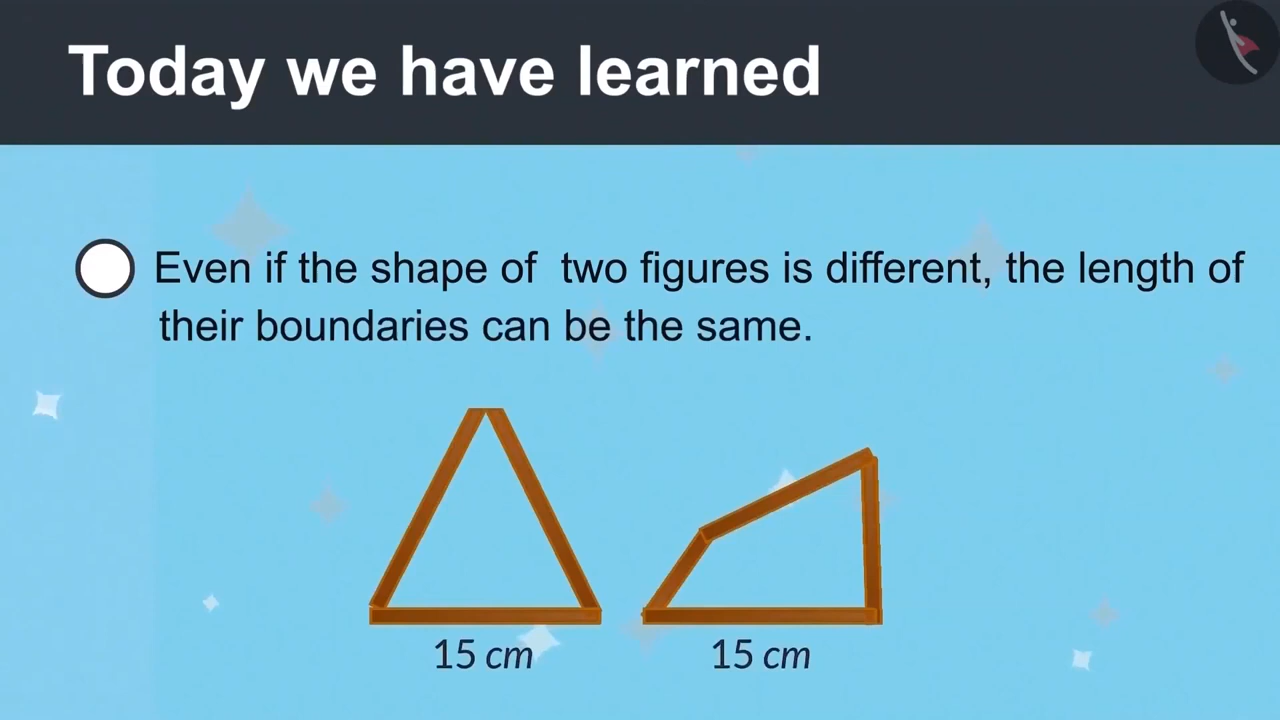 Today we have learned
Even if the shape of  two figures is different, the length of
their boundaries can be the same.
15 cm
15 cm